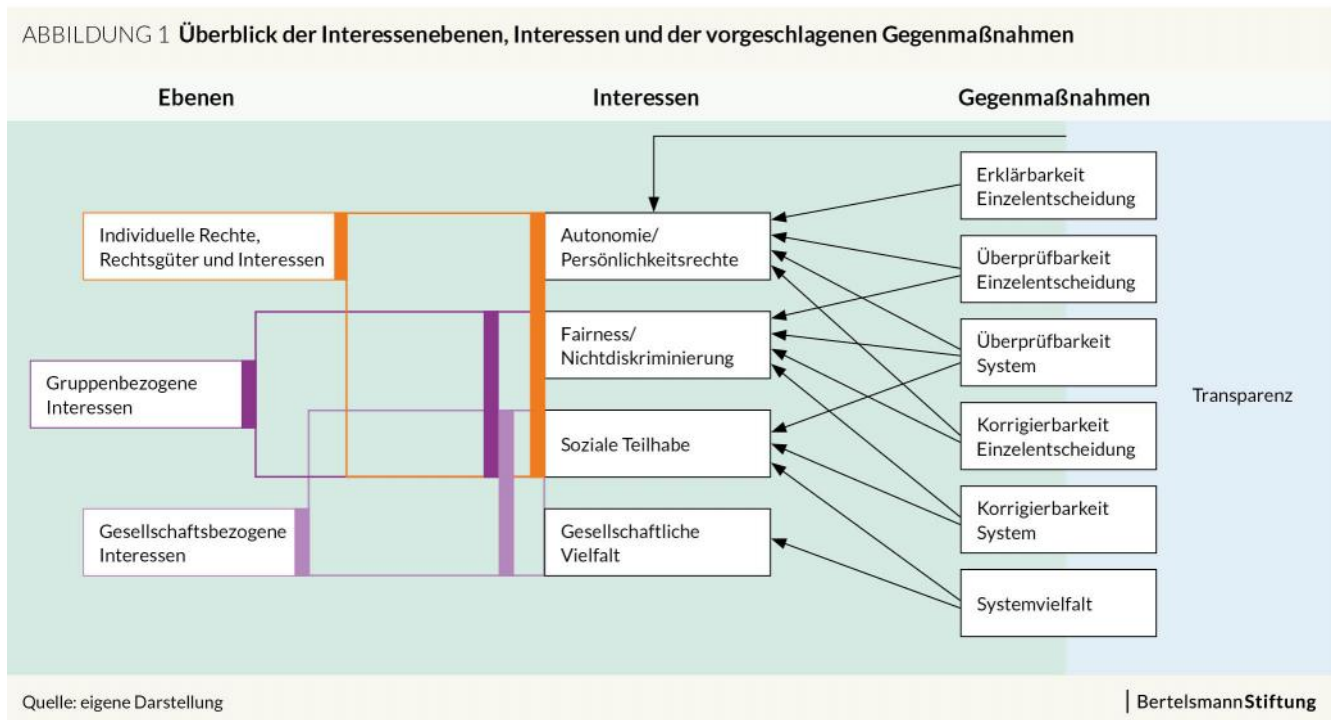 ABBILDUNG 1 Überblick der Interessenebenen, Interessen und der vorgeschlagenen Gegenmaßnahmen
Ebenen
Interessen
Gegenmaßnahmen
Individuelle Rechte,
Rechtsgüter und Interessen
Gruppenbezogene
Interessen
Gesellschaftsbezogene
Interessen
Autonomie/
Persönlichkeitsrechte
Fairness/
Nichtdiskriminierung
Soziale Teilhabe
Gesellschaftliche
Vielfalt
Erklärbarkeit
Einzelentscheidung
Überprüfbarkeit
Einzelentscheidung
Überprüfbarkeit
System
Korrigierbarkeit
Einzelentscheidung
Korrigierbarkeit
System
Systemvielfalt
Transparenz
Quelle: eigene Darstellung
BertelsmannStiftung